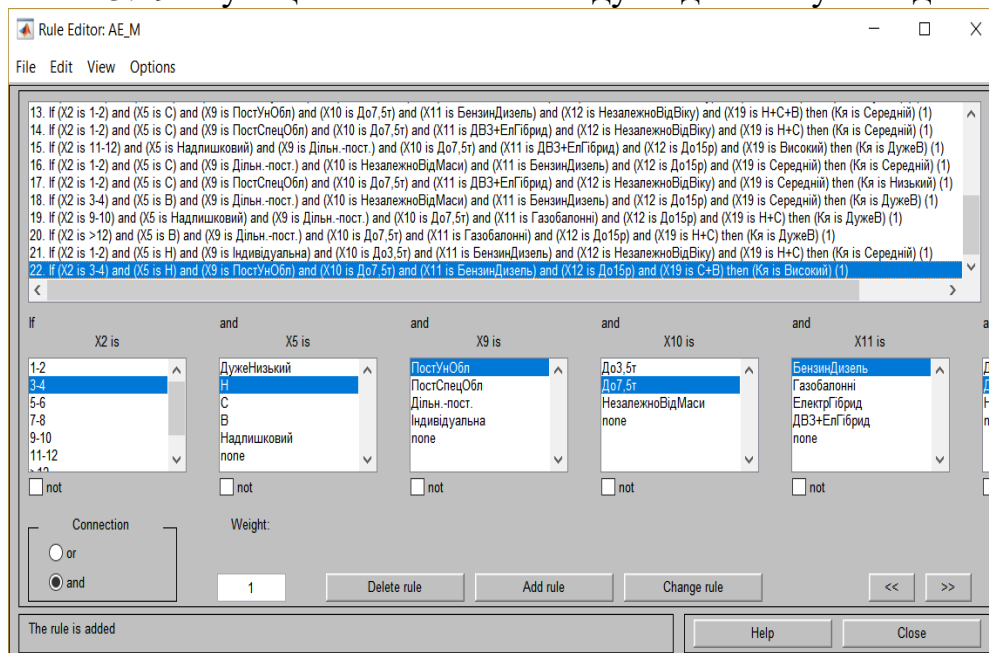 Rule Editor: AE_M
File Edit View Options
13. If (X2 is 1-2) and (X5 is C) and (X9 is ПостУнОбл) and (X10 is До7,5т) and (X11 is БензинДизель) and (X12 is НезалежноВідВіку) and (X19 is Н+С+В) then (Кя is Середній) (1)
14. If (X2 is 1-2) and (X5 is C) and (X9 is ПостСпецОбл) and (X10 is До7,5т) and (X11 is ДВЗ+ЕлГібрид) and (X12 is НезалежноВідВіку) and (X19 is Н+С) then (Кя is Середній) (1)
15. If (X2 is 11-12) and (X5 is Надлишковий) and (X9 is Дільн.-пост.) and (X10 is До7,5т) and (X11 is ДВЗ+ЕлГібрид) and (X12 is До15р) and (X19 is Високий) then (Кя is ДужеВ) (1)
16. If (X2 is 1-2) and (X5 is C) and (X9 is Дільн.-пост.) and (X10 is НезалежноВідМаси) and (X11 is БензинДизель) and (X12 is До15р) and (X19 is Середній) then (Кя is Середній) (1)
17. If (X2 is 1-2) and (X5 is C) and (X9 is ПостСпецОбл) and (X10 is До7,5т) and (X11 is ДВЗ+ЕлГібрид) and (X12 is НезалежноВідВіку) and (X19 is Середній) then (Кя is Низький) (1)
18. If (X2 is 3-4) and (X5 is B) and (X9 is Дільн.-пост.) and (X10 is НезалежноВідМаси) and (X11 is БензинДизель) and (X12 is До15р) and (X19 is Середній) then (Кя is ДужеВ) (1)
19. If (X2 is 9-10) and (X5 is Надлишковий) and (X9 is Дільн.-пост.) and (X10 is До7,5т) and (X11 is Газобалонні) and (X12 is До15р) and (X19 is Н+С) then (Кя is ДужеВ) (1)
20. If (X2 is >12) and (X5 is B) and (X9 is Дільн.-пост.) and (X10 is До7,5т) and (X11 is Газобалонні) and (X12 is До15р) and (X19 is Н+С) then (Кя is ДужеВ) (1)
21. If (X2 is 1-2) and (X5 is H) and (X9 is Індивідуальна) and (X10 is До3,5т) and (X11 is БензинДизель) and (X12 is НезалежноВідВіку) and (X19 is Н+С) then (Кя is Середній) (1)
22. If (X2 is 3-4) and (X5 is H) and (X9 is ПостУнОбл) and (X10 is До7,5т) and (X11 is БензинДизель) and (X12 is До15р) and (X19 is С+В) then (Кя is Високий) (1)
If and and and and a
X2 is X5 is X9 is X10 is X11 is
1-2 ДужеНизький ПостУнОбл До3,5т БензинДизель
3-4 Н ПостСпецОбл До7,5т Газобалонні
5-6 С Дільн.-пост. НезалежноВідМаси ЕлектрГібрид
7-8 В Індивідуальна none ДВЗ+ЕлГібрид
9-10 Надлишковий none none
11-12 none
>12
not not not not not
Connection Weight:
or
and 1 Delete rule Add rule Change rule << >>
The rule is added Help Close